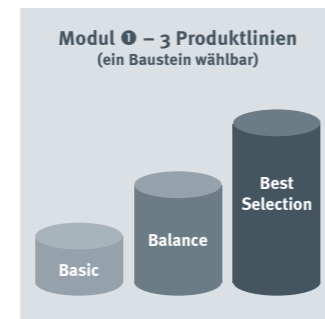 Modul ❶ – 3 Produktlinien
(ein Baustein wählbar)
Best
Selection
Balance
Basic